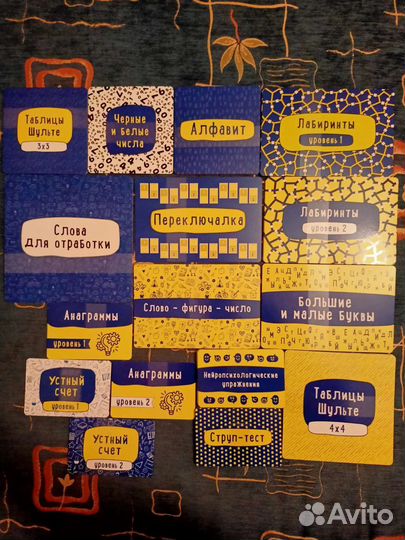 Таблицы
Шульте
3x3
Черные
и белые
числа
Алфавит
Лабиринты
уровень 1
Слова
для отработки
Переключалка
Лабиринты
уровень 2
Анаграммы
уровень 1
Слово - фигура - число
Большие
и малые буквы
Устный
счет
уровень 1
Анаграммы
уровень 2
Нейропсихологические
упражнения
Таблицы
Шульте
4x4
Устный
счет
уровень 2
Струп-тест
Avito